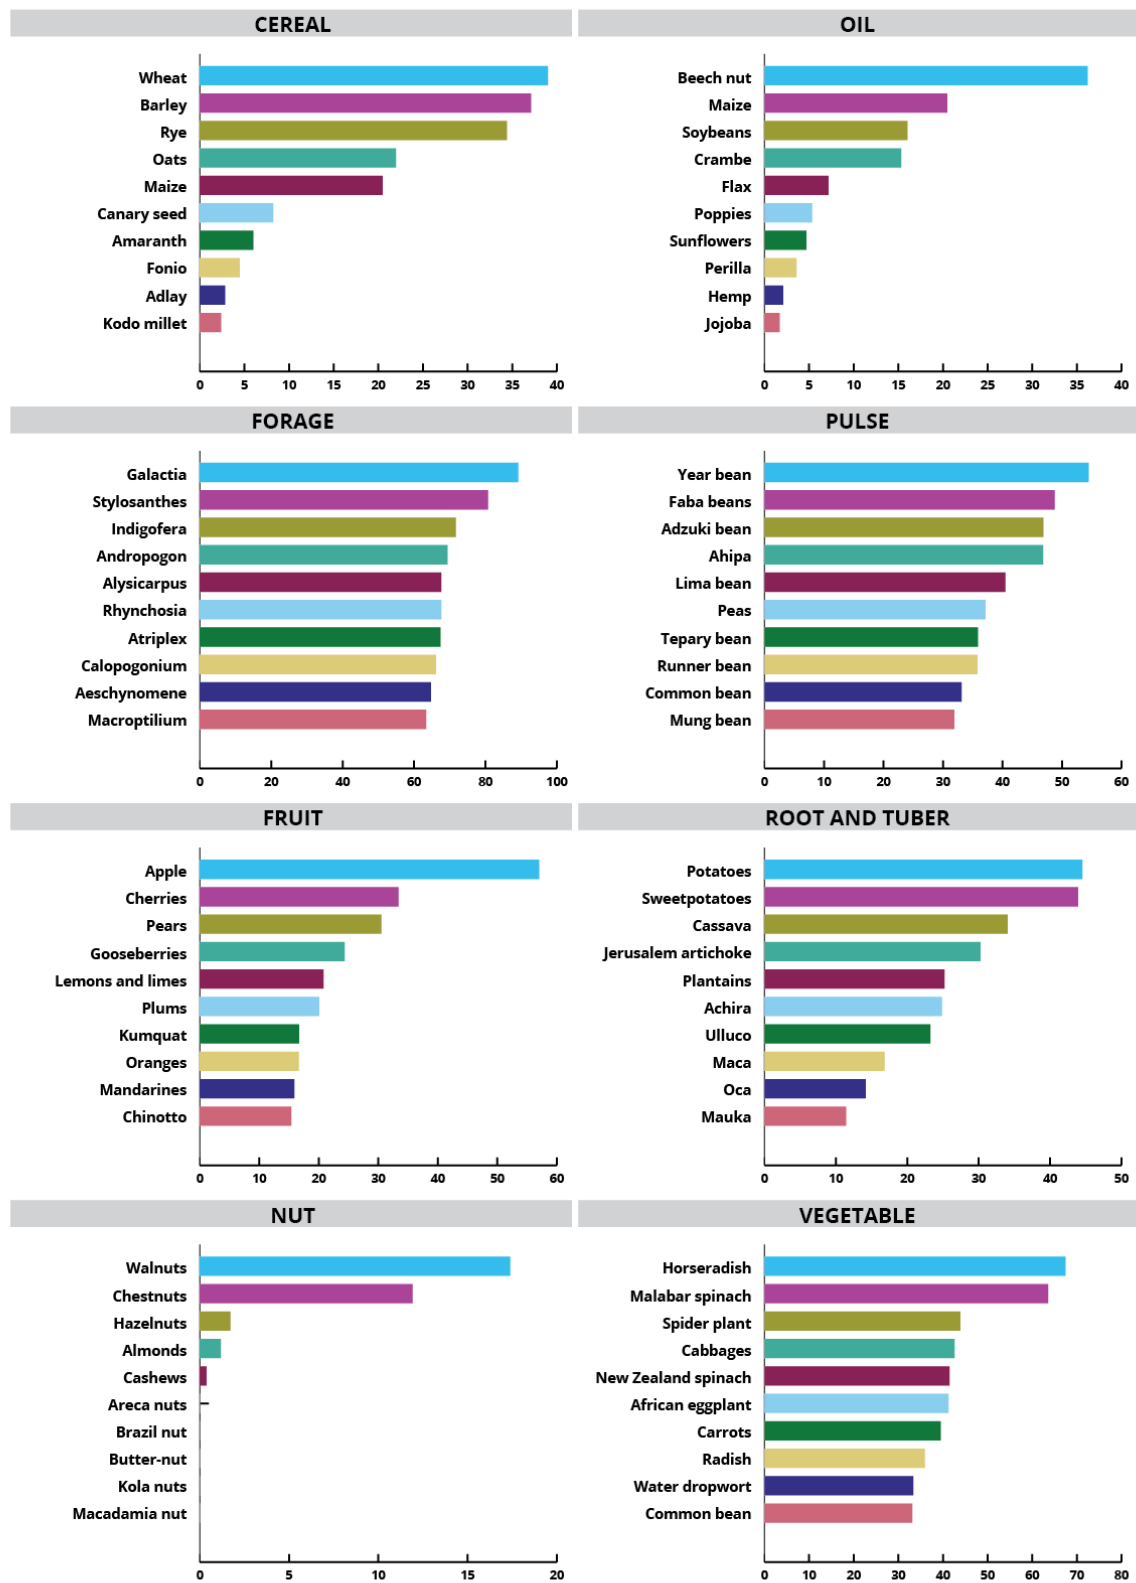 CEREAL
Wheat
Barley
Rye
Oats
Maize
Canary seed
Amaranth
Fonio
Adlay
Kodo millet
0 5 10 15 20 25 30 35 40
OIL
Beech nut
Maize
Soybeans
Crambe
Flax
Poppies
Sunflowers
Perilla
Hemp
Jojoba
0 5 10 15 20 25 30 35 40
FORAGE
Galactia
Stylosanthes
Indigofera
Andropogon
Alysicarpus
Rhynchosia
Atriplex
Calopogonium
Aeschynomene
Macroptilium
0 20 40 60 80 100
PULSE
Year bean
Faba beans
Adzuki bean
Ahipa
Lima bean
Peas
Tepary bean
Runner bean
Common bean
Mung bean
0 10 20 30 40 50 60
FRUIT
Apple
Cherries
Pears
Gooseberries
Lemons and limes
Plums
Kumquat
Oranges
Mandarines
Chinotto
0 10 20 30 40 50 60
ROOT AND TUBER
Potatoes
Sweetpotatoes
Cassava
Jerusalem artichoke
Plantains
Achira
Ulluco
Maca
Oca
Mauka
0 10 20 30 40 50
NUT
Walnuts
Chestnuts
Hazelnuts
Almonds
Cashews
Areca nuts
Brazil nut
Butter-nut
Kola nuts
Macadamia nut
0 5 10 15 20
VEGETABLE
Horseradish
Malabar spinach
Spider plant
Cabbages
New Zealand spinach
African eggplant
Carrots
Radish
Water dropwort
Common bean
0 10 20 30 40 50 60 70 80